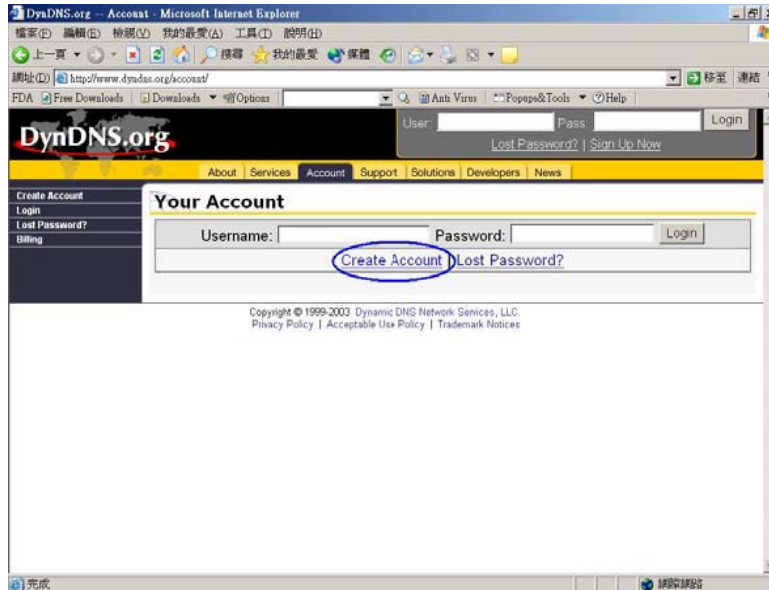 DynDNS.org -- Account - Microsoft Internet Explorer
檔案(F) 編輯(E) 檢視(V) 我的最愛(A) 工具(T) 說明(H)
上一頁 搜尋 我的最愛 媒體
網址(D) http://www.dyndns.org/account/ 移至 連結
FDA Free Downloads Downloads Options Anti Virus Popups&Tools Help
DynDNS.org
User: Pass: Login
Lost Password? | Sign Up Now
About Services Account Support Solutions Developers News
Create Account
Login
Lost Password?
Billing
Your Account
Username: Password: Login
Create Account | Lost Password?
Copyright © 1999-2003 Dynamic DNS Network Services, LLC.
Privacy Policy | Acceptable Use Policy | Trademark Notices
完成 網際網路